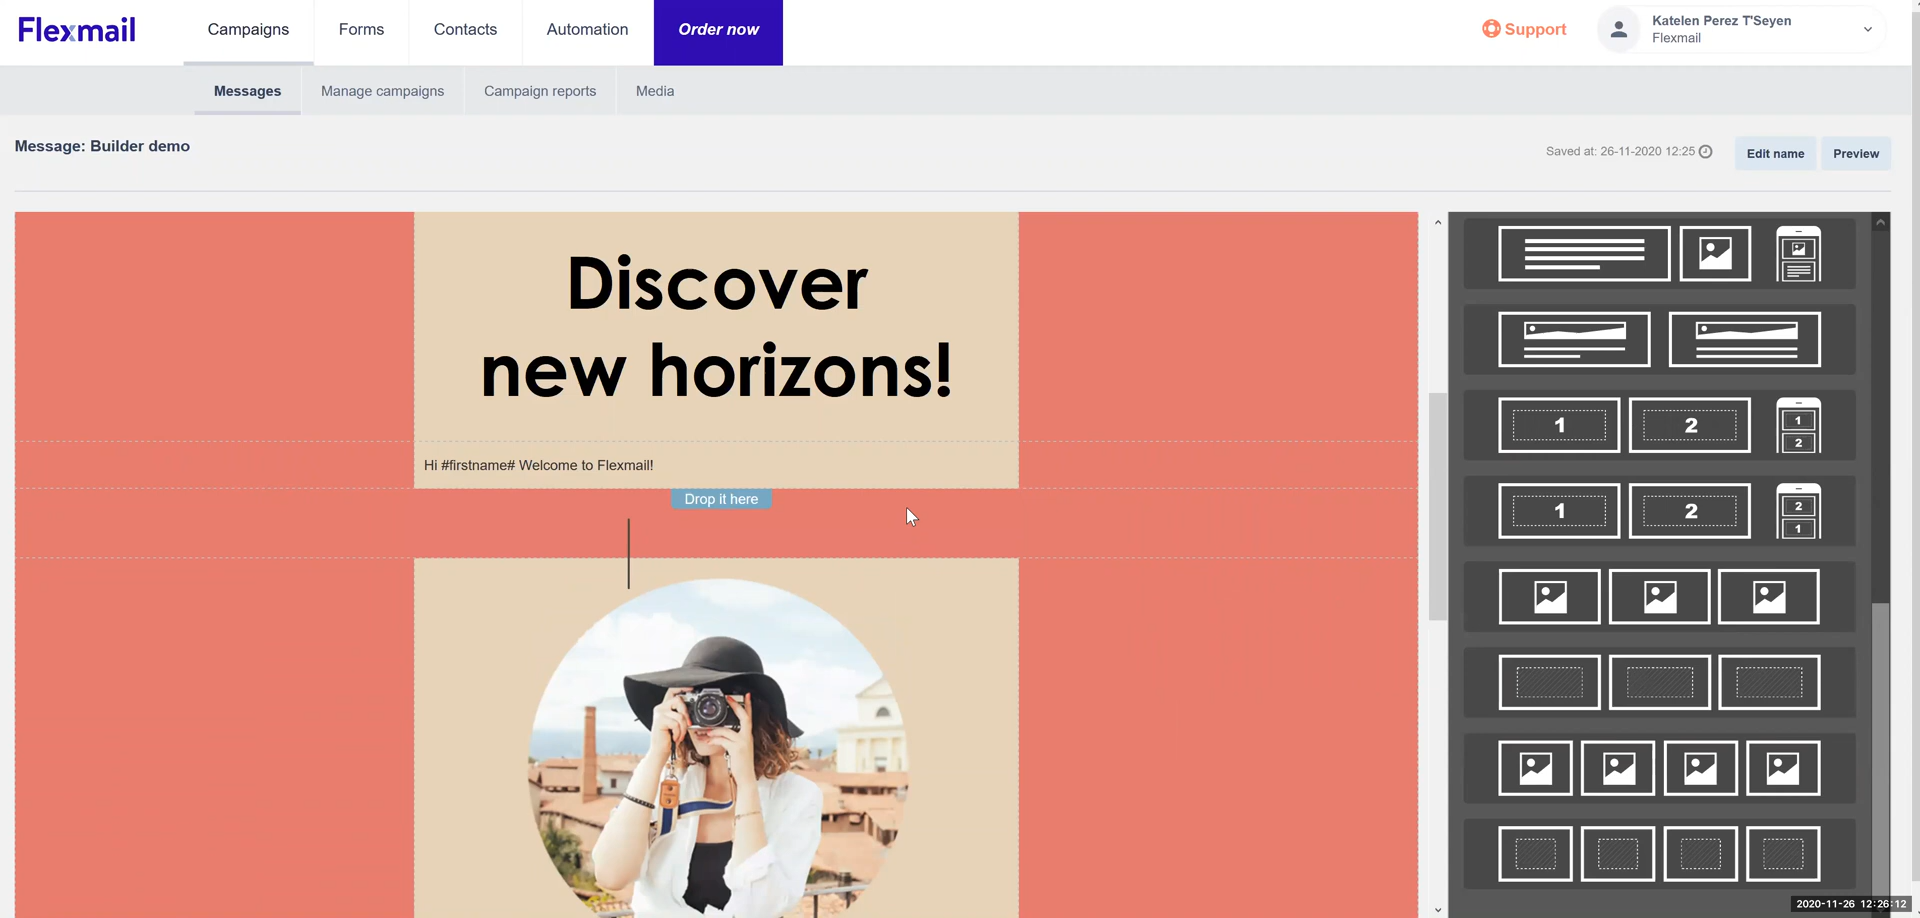 Flexmail
Campaigns
Forms
Contacts
Automation
Order now
Support
Katelen Perez T'Seyen
Flexmail
Messages
Manage campaigns
Campaign reports
Media
Message: Builder demo
Saved at: 26-11-2020 12:25
Edit name
Preview
Discover
new horizons!
Hi #firstname# Welcome to Flexmail!
Drop it here
1
2
1
2
1
2
2
1
2020-11-26 12:26:12